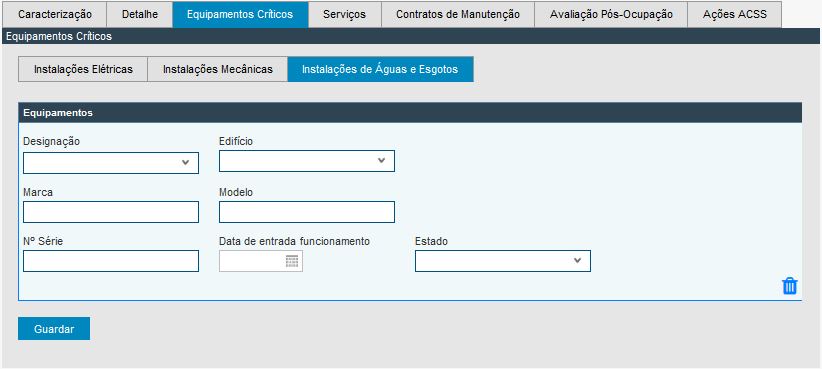 Caracterização Detalhe Equipamentos Críticos Serviços Contratos de Manutenção Avaliação Pós-Ocupação Ações ACSS
Equipamentos Críticos
Instalações Elétricas Instalações Mecânicas Instalações de Águas e Esgotos
Equipamentos
Designação Edifício
Marca Modelo
Nº Série Data de entrada funcionamento Estado
Guardar